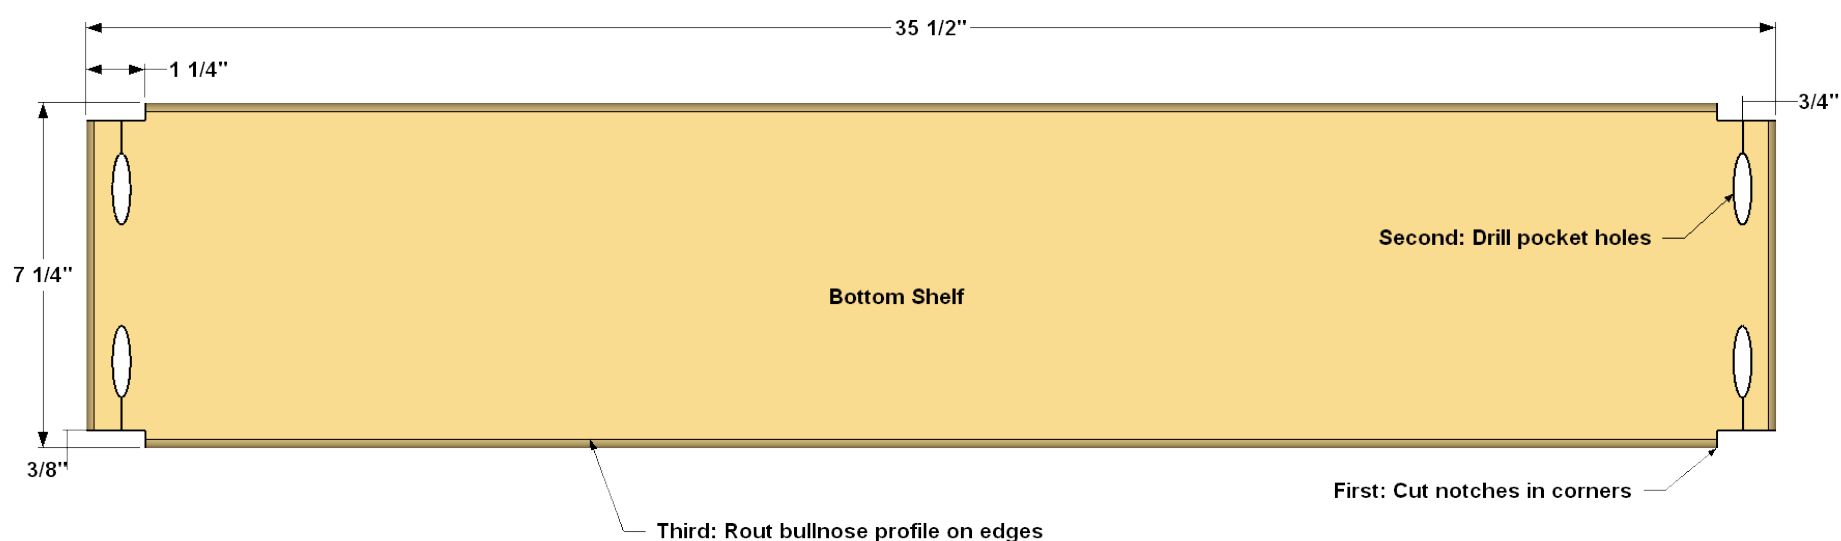 35 1/2"
1 1/4"
3/4"
7 1/4"
Second: Drill pocket holes
Bottom Shelf
3/8"
First: Cut notches in corners
Third: Rout bullnose profile on edges